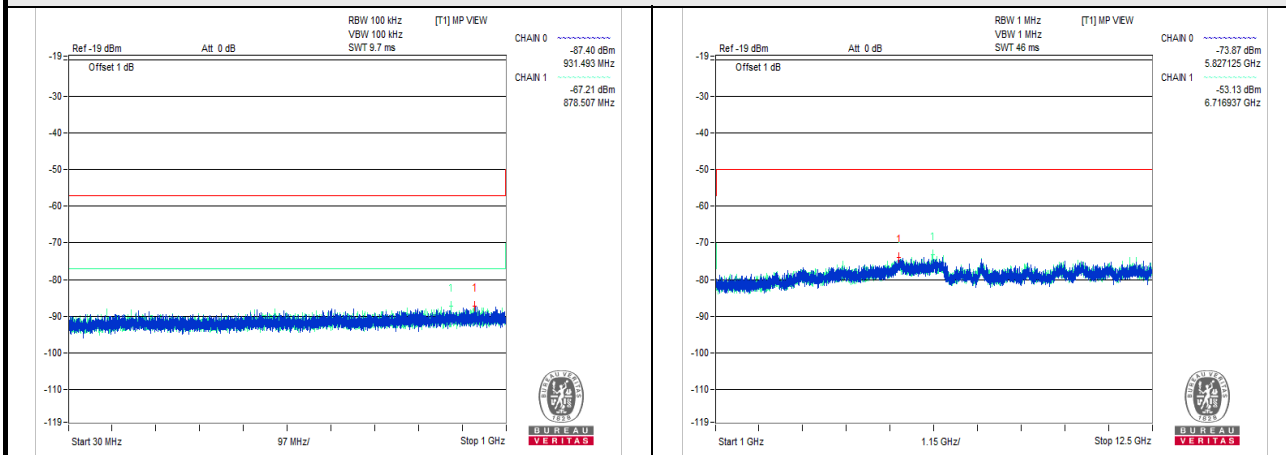 RBW 100 kHz [T1] MP VIEW
VBW 100 kHz
Ref -19 dBm Att 0 dB SWT 9.7 ms
CHAIN 0
-87.40 dBm
931.493 MHz
CHAIN 1
-67.21 dBm
878.507 MHz
Offset 1 dB
-19
-30
-40
-50
-60
-70
-80
-90
-100
-110
-119
1 1
Start 30 MHz 97 MHz/ Stop 1 GHz
BUREAU VERITAS
1828
BUREAU
VERITAS
RBW 1 MHz [T1] MP VIEW
VBW 1 MHz
Ref -19 dBm Att 0 dB SWT 46 ms
CHAIN 0
-73.87 dBm
5.827125 GHz
CHAIN 1
-53.13 dBm
6.716937 GHz
Offset 1 dB
-19
-30
-40
-50
-60
-70
-80
-90
-100
-110
-119
1 1
Start 1 GHz 1.15 GHz/ Stop 12.5 GHz
BUREAU VERITAS
1828
BUREAU
VERITAS